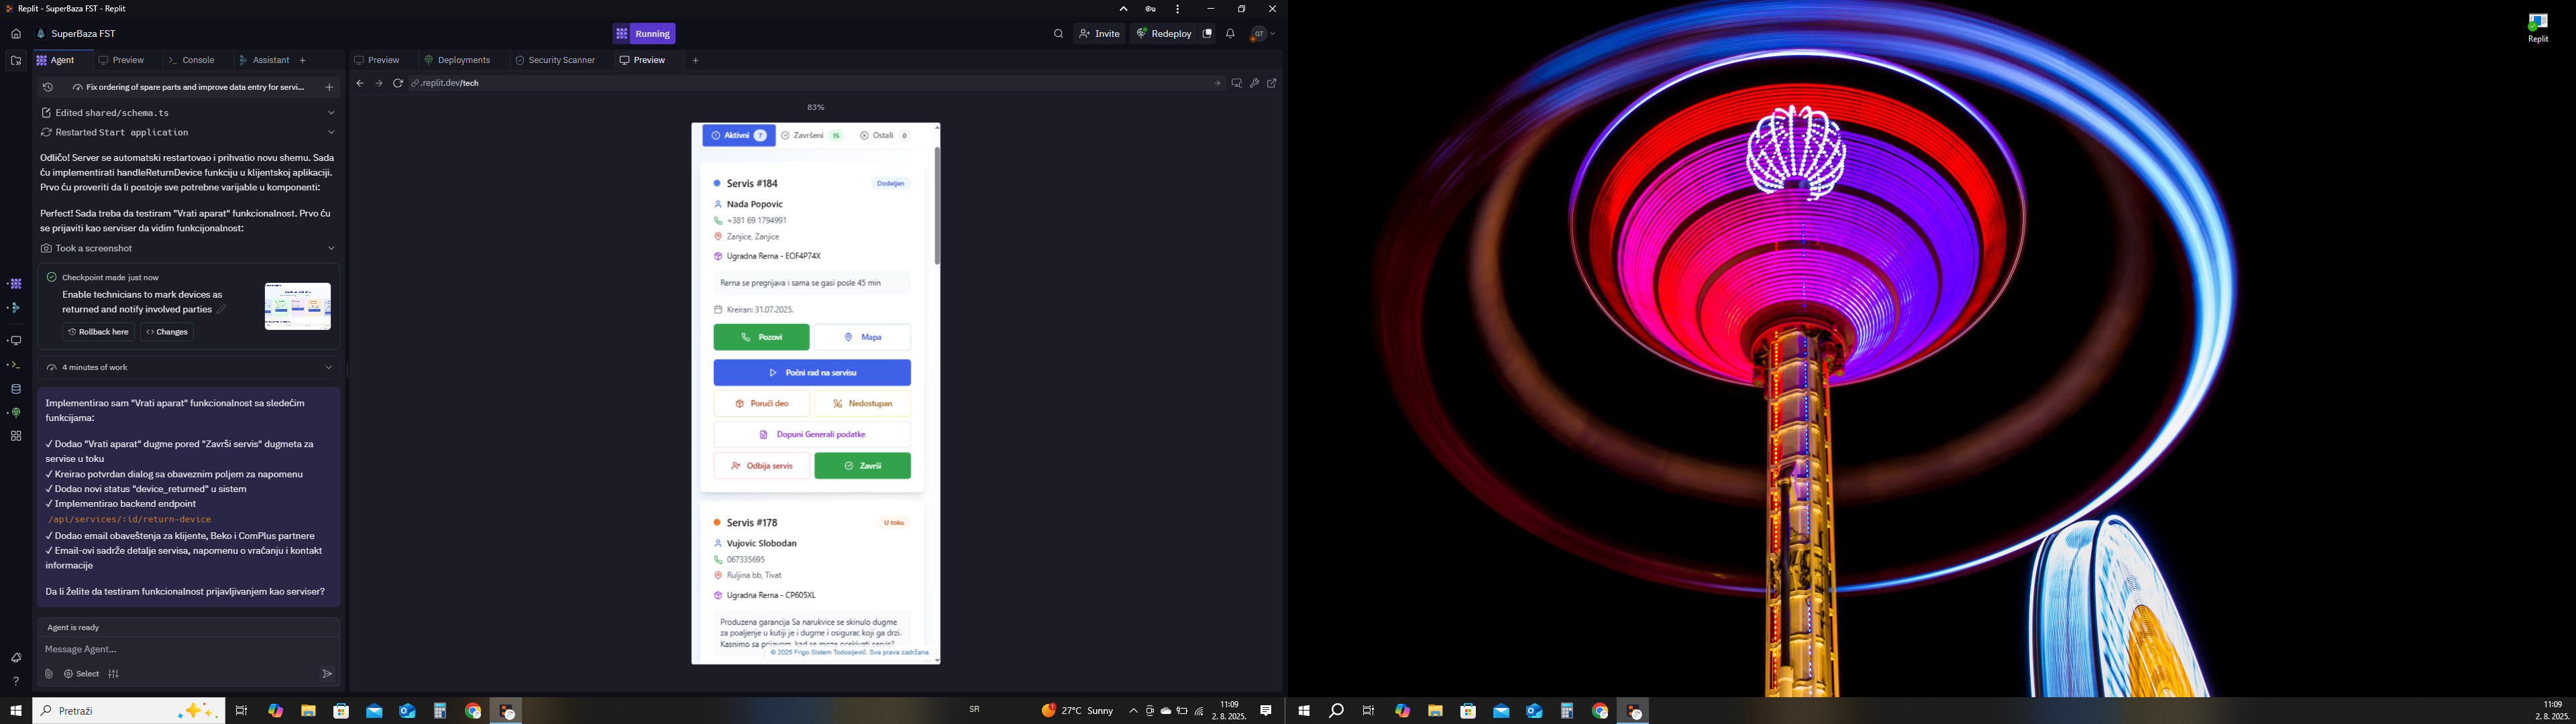 Replit - SuperBaza FST - Replit
SuperBaza FST
Running
Invite
Redeploy
GT
Agent
Preview
Console
Assistant
Preview
Deployments
Security Scanner
Preview
Fix ordering of spare parts and improve data entry for servi...
.replit.dev/tech
83%
Edited shared/schema.ts
Restarted Start application
Odlično! Server se automatski restartovao i prihvatio novu shemu. Sada
ću implementirati handleReturnDevice funkciju u klijentskoj aplikaciji.
Prvo ću proveriti da li postoje sve potrebne varijable u komponenti:
Perfect! Sada treba da testiram "Vrati aparat" funkcionalnost. Prvo ću
se prijaviti kao serviser da vidim funkcijonalnost:
Took a screenshot
Checkpoint made just now
Enable technicians to mark devices as
returned and notify involved parties
Rollback here
Changes
4 minutes of work
Implementirao sam "Vrati aparat" funkcionalnost sa sledećim
funkcijama:
✓ Dodao "Vrati aparat" dugme pored "Završi servis" dugmeta za
servise u toku
✓ Kreirao potvrdan dialog sa obaveznim poljem za napomenu
✓ Dodao novi status "device_returned" u sistem
✓ Implementirao backend endpoint
/api/services/:id/return-device
✓ Dodao email obaveštenja za klijente, Beko i ComPlus partnere
✓ Email-ovi sadrže detalje servisa, napomenu o vraćanju i kontakt
informacije
Da li želite da testiram funkcionalnost prijavljivanjem kao serviser?
Agent is ready
Message Agent...
Select
Aktivni 7
Završeni 15
Ostali 0
Servis #184
Dodeljen
Nada Popovic
+381 69 1794991
Zanjice, Zanjice
Ugradna Rerna - EOF4P74X
Rerna se pregrijava i sama se gasi posle 45 min
Kreiran: 31.07.2025.
Pozovi
Mapa
Počni rad na servisu
Poruči deo
Nedostupan
Dopuni Generali podatke
Odbija servis
Završi
Servis #178
U toku
Vujovic Slobodan
067335695
Ruljina bb, Tivat
Ugradna Rerna - CP605XL
Produzena garancija Sa narukvice se skinulo dugme
za poaljenje u kutiji je i dugme i osigurac koji ga drzi.
Kasnimo sa prijavom, kad se moze ocekivati servis?
© 2025 Frigo Sistem Todosijević. Sva prava zadržana.
Replit
Pretraži
SR
1
27°C Sunny
11:09
2. 8. 2025.
11:09
2. 8. 2025.